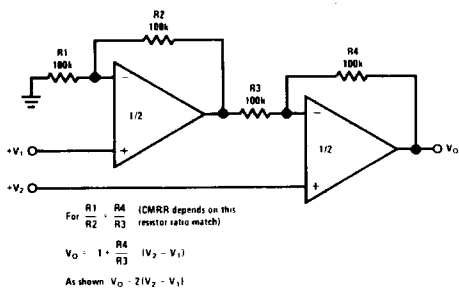 R2
100k
R1
100k
R4
100k
R3
100k
−
1/2
+
−
1/2
+
+V1
+V2
VO
For R1/R2 = R4/R3 (CMRR depends on this
resistor ratio match)
VO = 1 + R4/R3 (V2 − V1)
As shown VO = 2(V2 − V1)